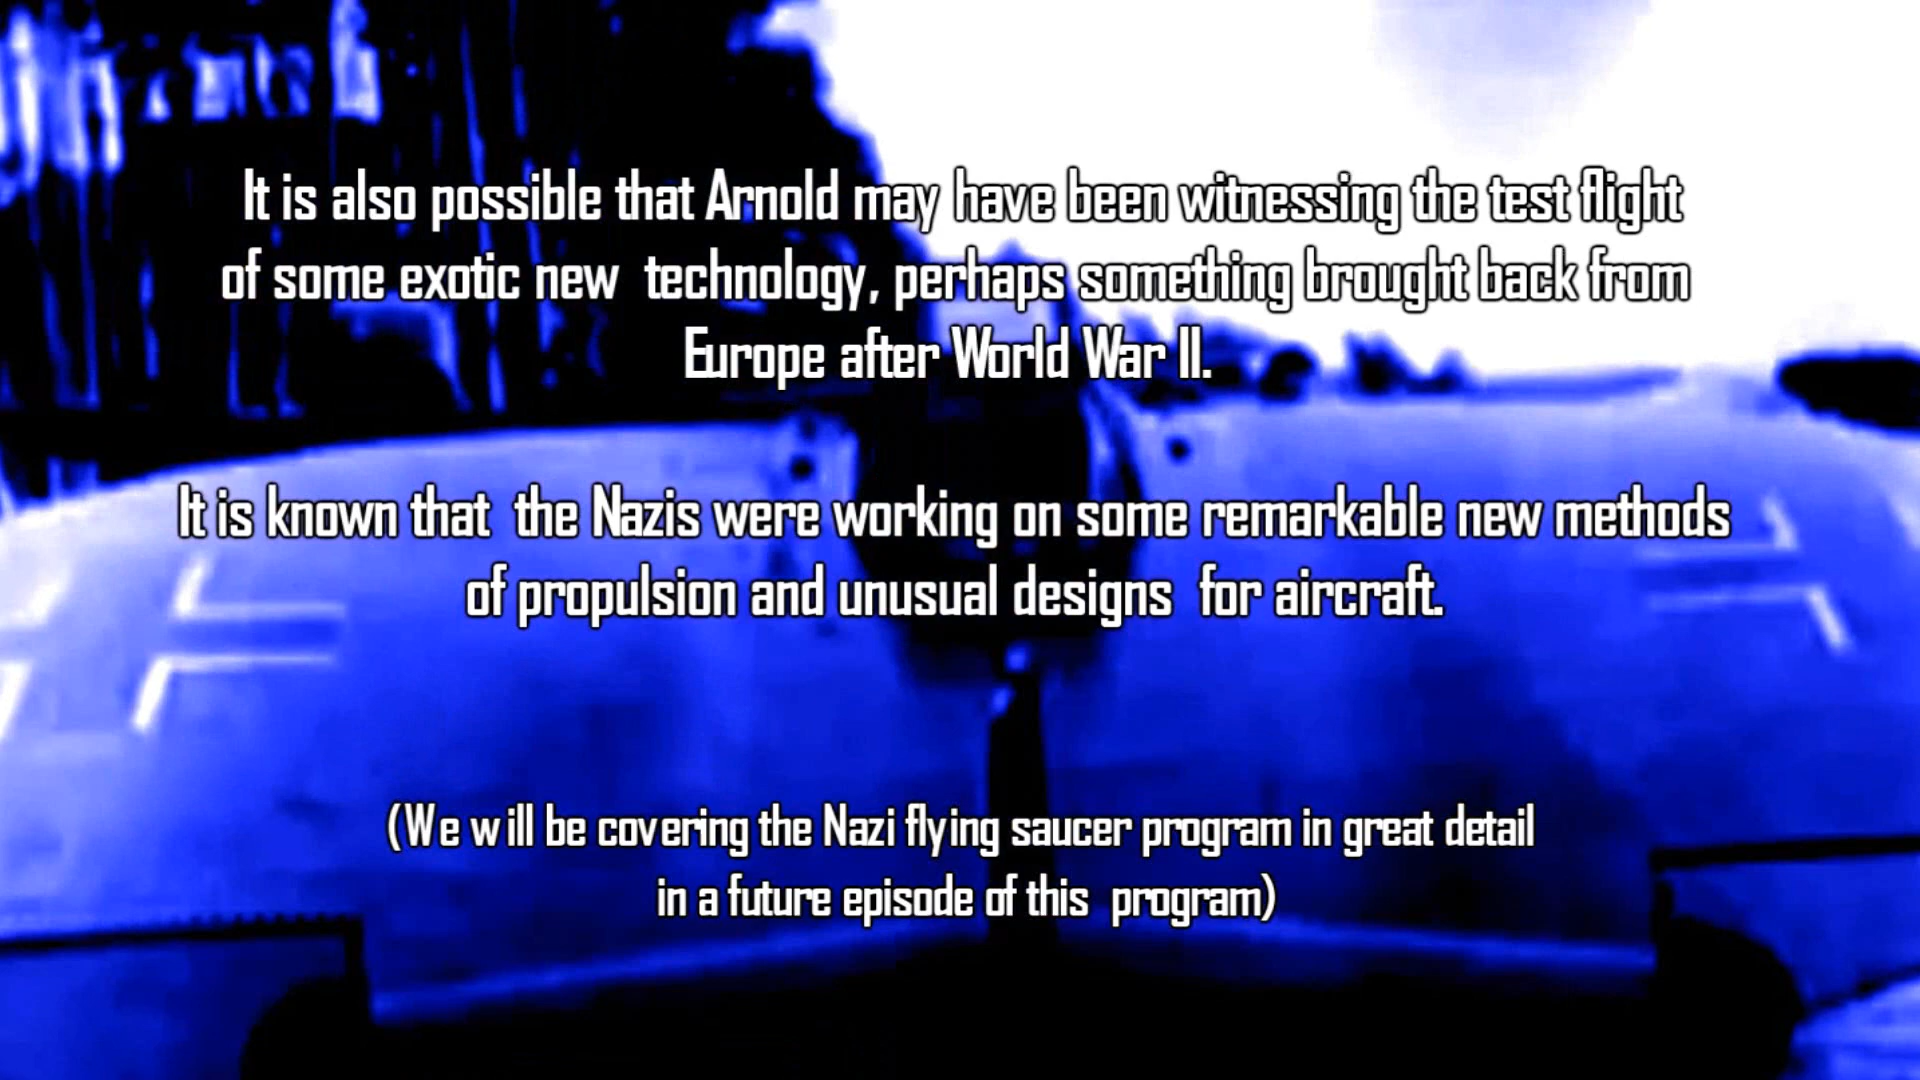 It is also possible that Arnold may have been witnessing the test flight
of some exotic new technology, perhaps something brought back from
Europe after World War II.
It is known that the Nazis were working on some remarkable new methods
of propulsion and unusual designs for aircraft.
(We will be covering the Nazi flying saucer program in great detail
in a future episode of this program)